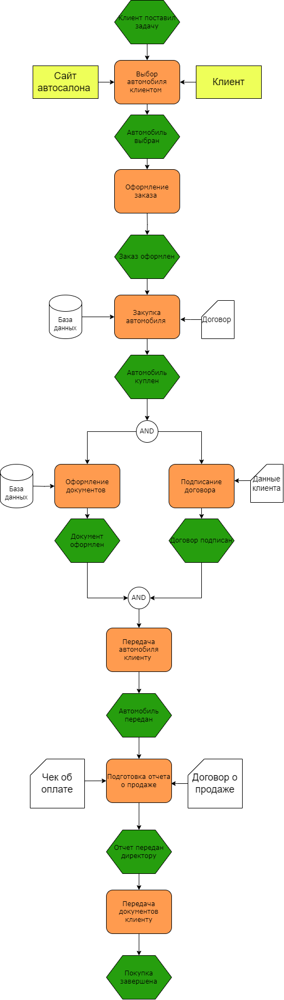 Клиент поставил
задачу
Сайт
автосалона
Выбор
автомобиля
клиентом
Клиент
Автомобиль
выбран
Оформление
заказа
Заказ оформлен
База
данных
Закупка
автомобиля
Договор
Автомобиль
куплен
AND
База
данных
Оформление
документов
Подписание
договора
Данные
клиента
Документ
оформлен
Договор подписан
AND
Передача
автомобиля
клиенту
Автомобиль
передан
Чек об
оплате
Подготовка отчета
о продаже
Договор о
продаже
Отчет передан
директору
Передача
документов
клиенту
Покупка
завершена